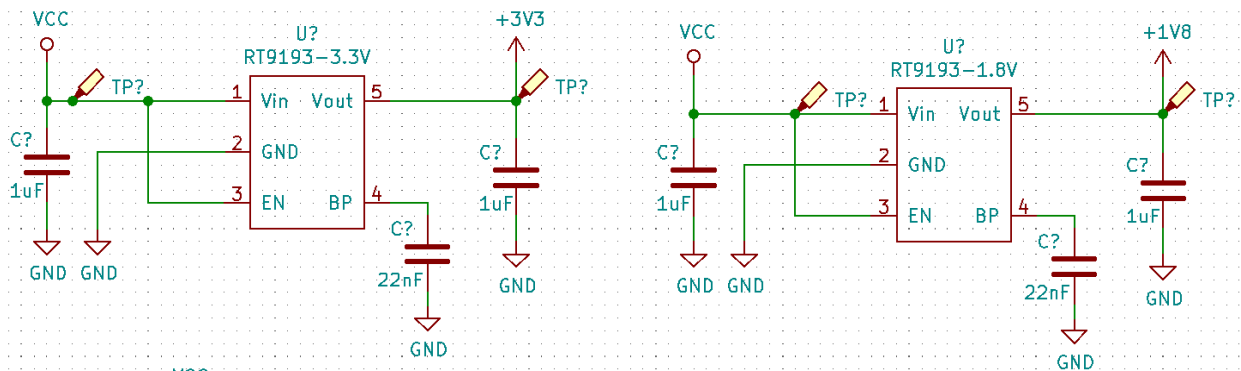 VCC
+3V3
U?
RT9193-3.3V
TP?
TP?
1 Vin Vout 5
2 GND
3 EN BP 4
C?
1uF
C?
1uF
C?
22nF
GND
GND
GND
GND
VCC
+1V8
U?
RT9193-1.8V
TP?
TP?
1 Vin Vout 5
2 GND
3 EN BP 4
C?
1uF
C?
1uF
C?
22nF
GND
GND
GND
GND